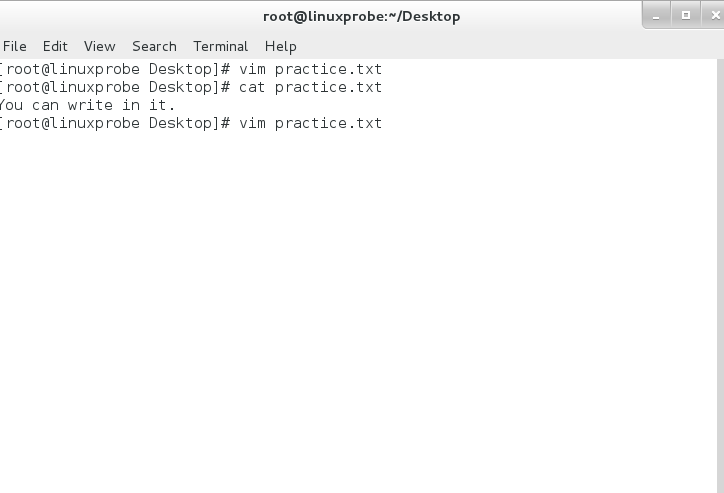 root@linuxprobe:~/Desktop
File Edit View Search Terminal Help
[root@linuxprobe Desktop]# vim practice.txt
[root@linuxprobe Desktop]# cat practice.txt
You can write in it.
[root@linuxprobe Desktop]# vim practice.txt